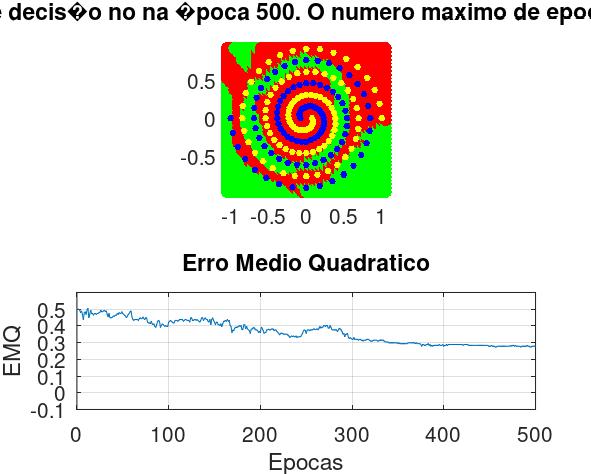 e decis�o no na �poca 500. O numero maximo de epoc
0.5
0
-0.5
-1 -0.5 0 0.5 1
Erro Medio Quadratico
0.5
0.4
0.3
0.2
0.1
0
-0.1
EMQ
0 100 200 300 400 500
Epocas